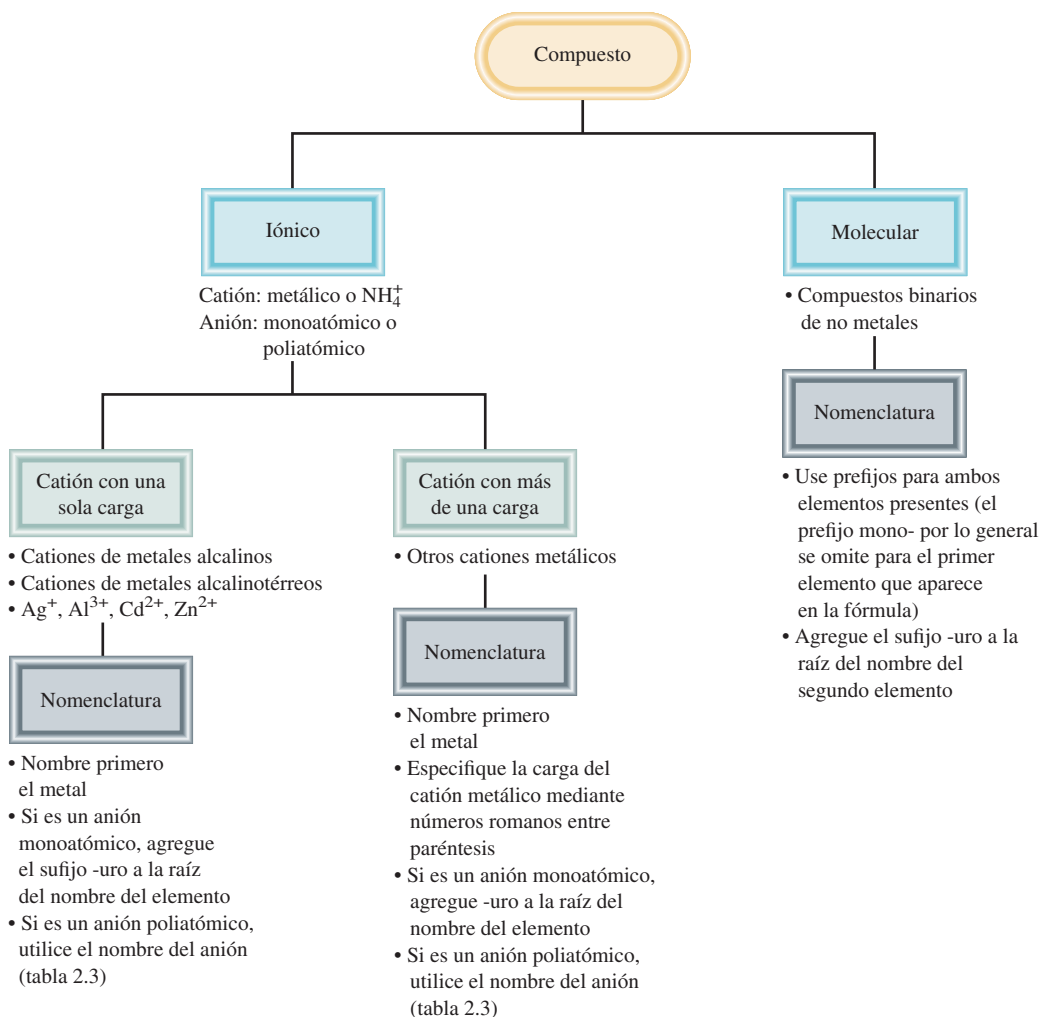 Compuesto
Iónico
Catión: metálico o NH₄⁺
Anión: monoatómico o
poliatómico
Catión con una
sola carga
• Cationes de metales alcalinos
• Cationes de metales alcalinotérreos
• Ag⁺, Al³⁺, Cd²⁺, Zn²⁺
Nomenclatura
• Nombre primero
el metal
• Si es un anión
monoatómico, agregue
el sufijo -uro a la raíz
del nombre del elemento
• Si es un anión poliatómico,
utilice el nombre del anión
(tabla 2.3)
Catión con más
de una carga
• Otros cationes metálicos
Nomenclatura
• Nombre primero
el metal
• Especifique la carga del
catión metálico mediante
números romanos entre
paréntesis
• Si es un anión monoatómico,
agregue -uro a la raíz del
nombre del elemento
• Si es un anión poliatómico,
utilice el nombre del anión
(tabla 2.3)
Molecular
• Compuestos binarios
de no metales
Nomenclatura
• Use prefijos para ambos
elementos presentes (el
prefijo mono- por lo general
se omite para el primer
elemento que aparece
en la fórmula)
• Agregue el sufijo -uro a la
raíz del nombre del
segundo elemento